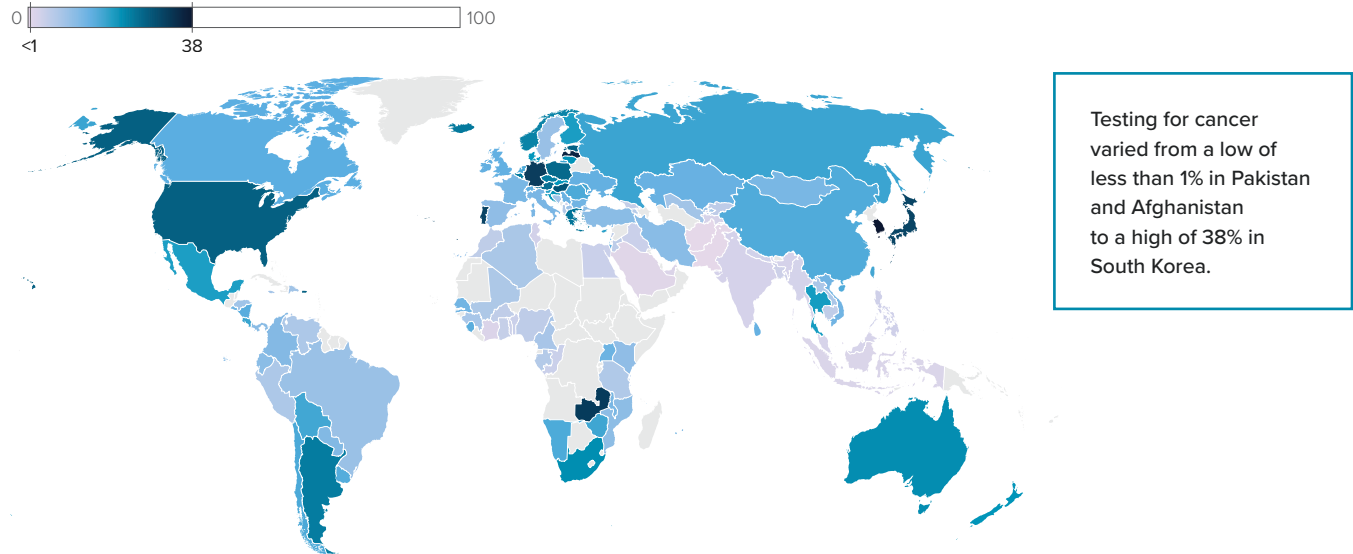 0
100
<1
38
Testing for cancer
varied from a low of
less than 1% in Pakistan
and Afghanistan
to a high of 38% in
South Korea.